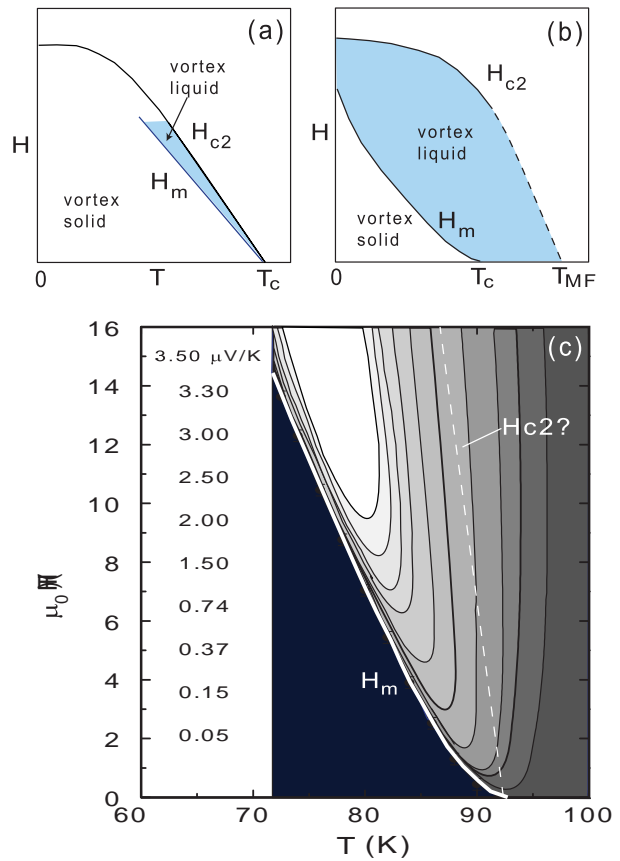 (a)
vortex
liquid
H
Hc2
Hm
vortex
solid
0
T
Tc
(b)
Hc2
H
vortex
liquid
vortex
solid
Hm
0
Tc
TMF
(c)
16
14
12
10
8
6
4
2
0
3.50 μV/K
3.30
3.00
2.50
2.00
1.50
0.74
0.37
0.15
0.05
Hc2?
Hm
μ0
60
70
80
90
100
T (K)